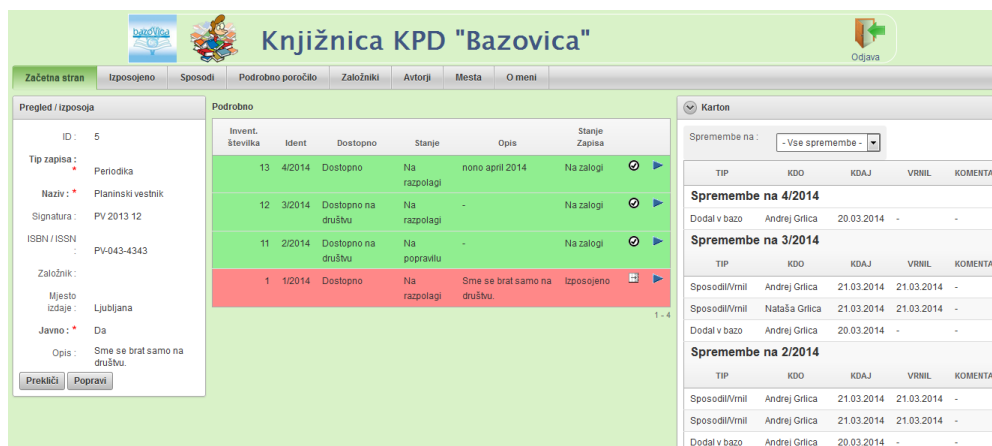 bazoVica
Knjižnica KPD "Bazovica"
Odjava
Začetna stran Izposojeno Sposodi Podrobno poročilo Založniki Avtorji Mesta O meni
Pregled / izposoja
ID : 5
Tip zapisa : * Periodika
Naziv : * Planinski vestnik
Signatura : PV 2013 12
ISBN / ISSN : PV-043-4343
Založnik :
Mjesto izdaje : Ljubljana
Javno : * Da
Opis : Sme se brat samo na
društvu.
Prekliči Popravi
Podrobno
Invent. številka Ident Dostopno Stanje Opis Stanje Zapisa
13 4/2014 Dostopno Na razpolagi nono april 2014 Na zalogi
12 3/2014 Dostopno na društvu Na razpolagi - Na zalogi
11 2/2014 Dostopno na društvu Na popravilu - Na zalogi
1 1/2014 Dostopno Na razpolagi Sme se brat samo na društvu. Izposojeno
1 - 4
Karton
Spremembe na : - Vse spremembe -
TIP KDO KDAJ VRNIL KOMENTA
Spremembe na 4/2014
Dodal v bazo Andrej Grlica 20.03.2014 - -
Spremembe na 3/2014
TIP KDO KDAJ VRNIL KOMENTA
Sposodil/Vrnil Andrej Grlica 21.03.2014 21.03.2014 -
Sposodil/Vrnil Nataša Grlica 21.03.2014 21.03.2014 -
Dodal v bazo Andrej Grlica 20.03.2014 - -
Spremembe na 2/2014
TIP KDO KDAJ VRNIL KOMENTA
Sposodil/Vrnil Andrej Grlica 21.03.2014 21.03.2014 -
Sposodil/Vrnil Andrej Grlica 21.03.2014 21.03.2014 -
Dodal v bazo Andrej Grlica 20.03.2014 - -